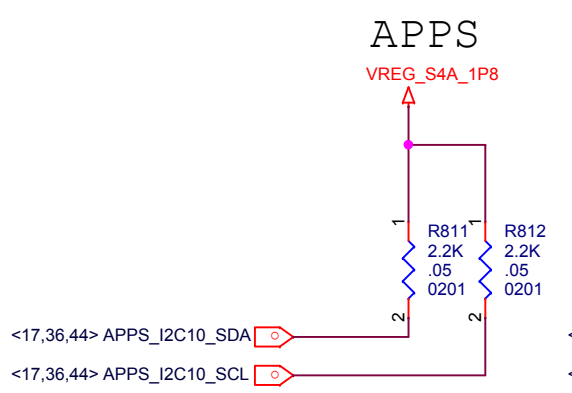 APPS
VREG_S4A_1P8
1
1
R811
2.2K
.05
0201
R812
2.2K
.05
0201
2
2
<17,36,44> APPS_I2C10_SDA
<17,36,44> APPS_I2C10_SCL
<
<